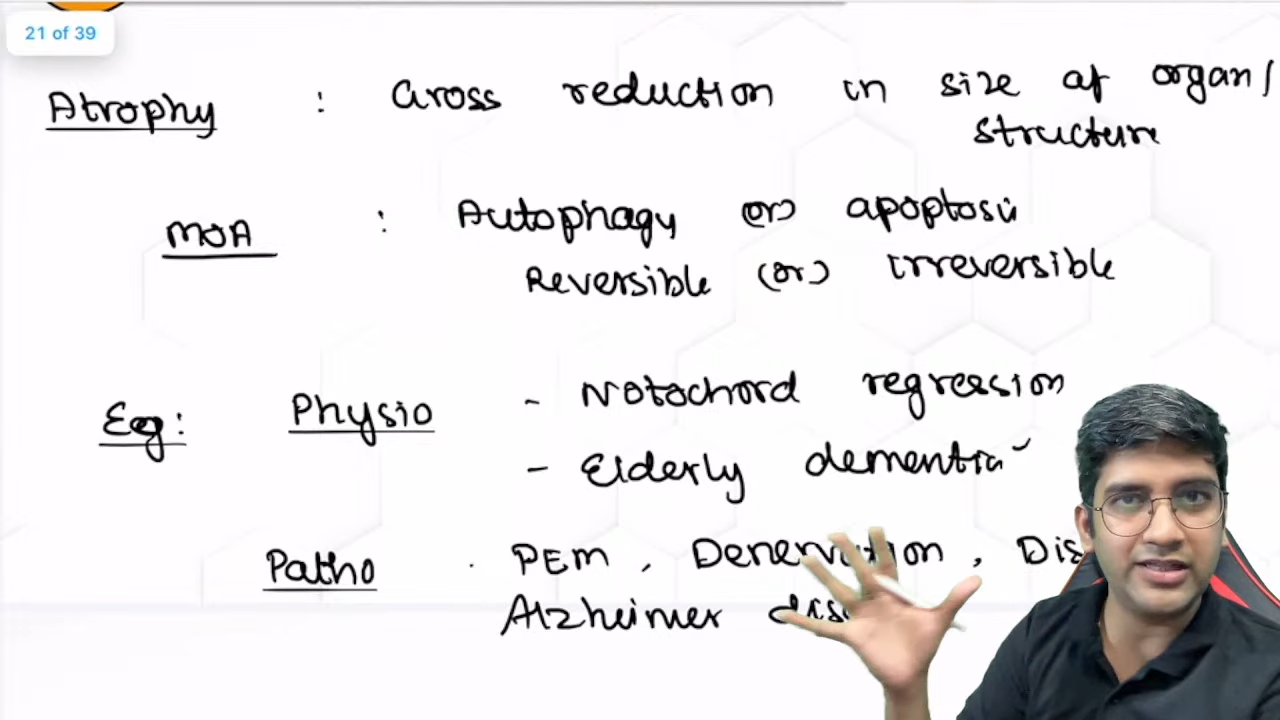 21 of 39
Atrophy : Gross reduction in size of organ/
structure
MOA : Autophagy (or) apoptosis
Reversible (or) irreversible
Eg: Physio - Notochord regression
- Elderly dementia
Patho . PEM, Denervation,
Alzheimer